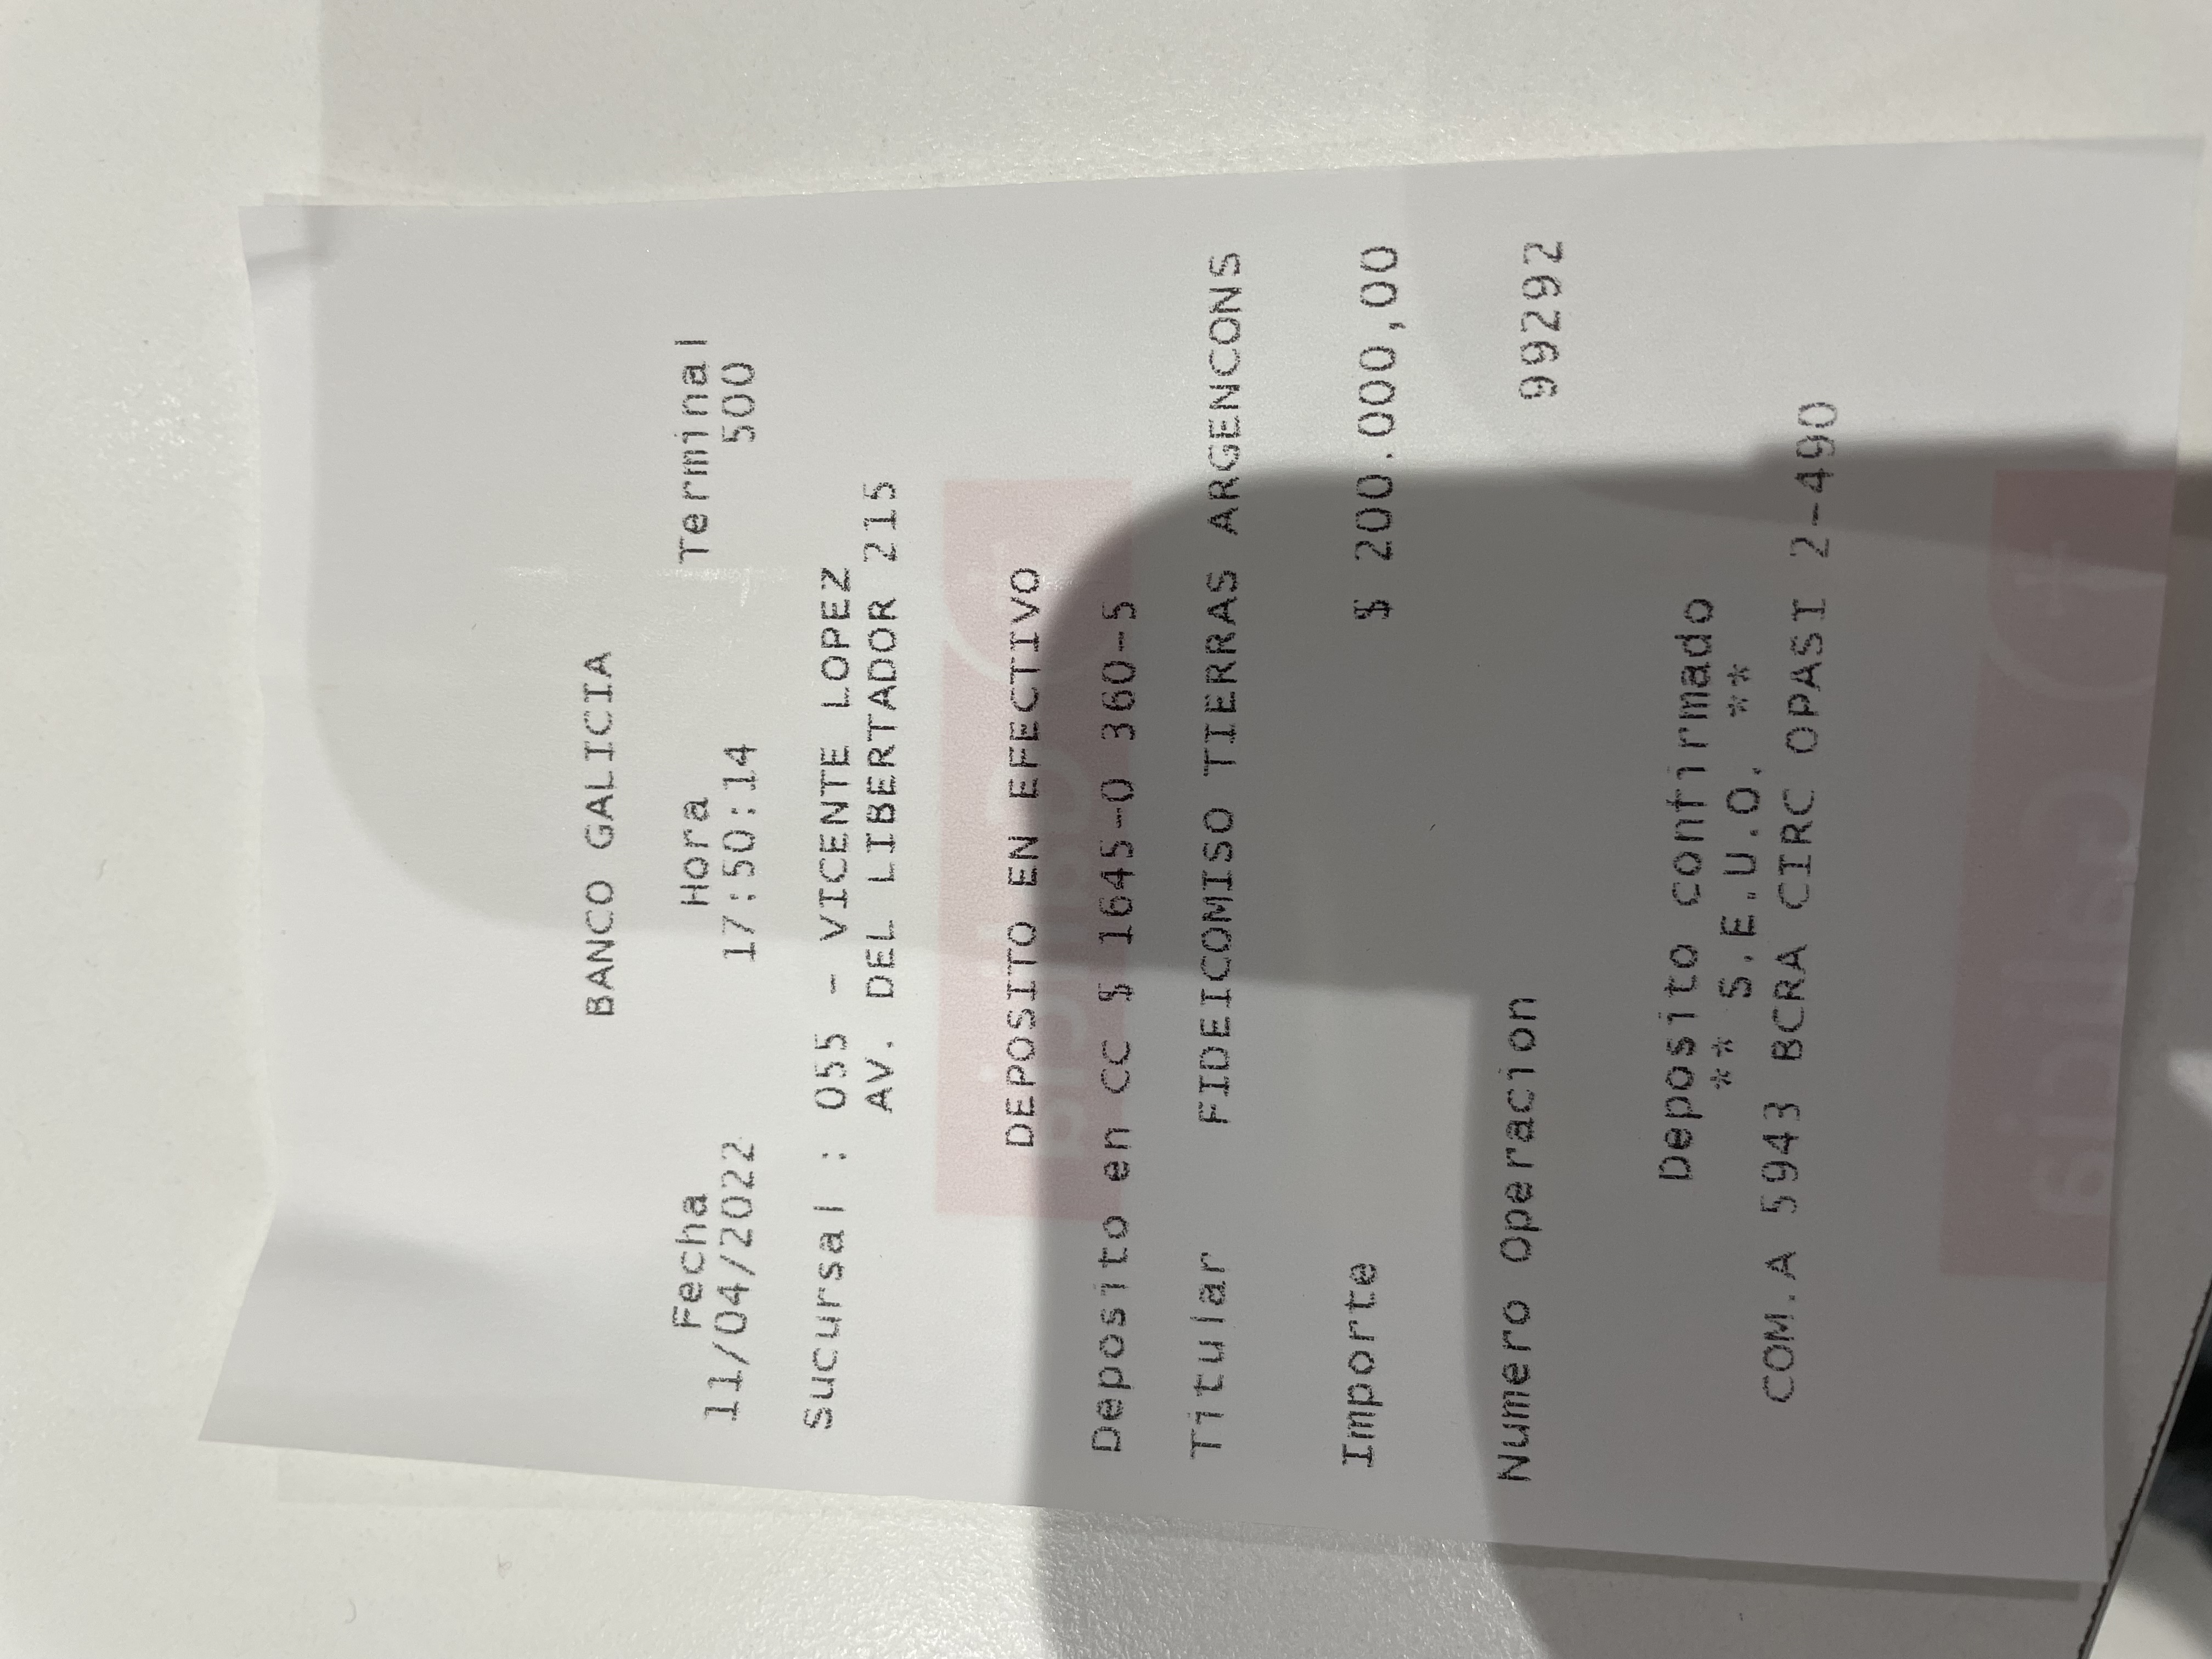 BANCO GALICIA
Fecha Hora Terminal
11/04/2022 17:50:14 500
Sucursal : 055 - VICENTE LOPEZ
AV. DEL LIBERTADOR 215
DEPOSITO EN EFECTIVO
Deposito en CC $ 1645-0 360-5
Titular FIDEICOMISO TIERRAS ARGENCONS
Importe $ 200.000,00
Numero Operacion 99292
Deposito confirmado
** S.E.U.O. **
COM.A 5943 BCRA CIRC OPASI 2-490
Galicia
Galicia